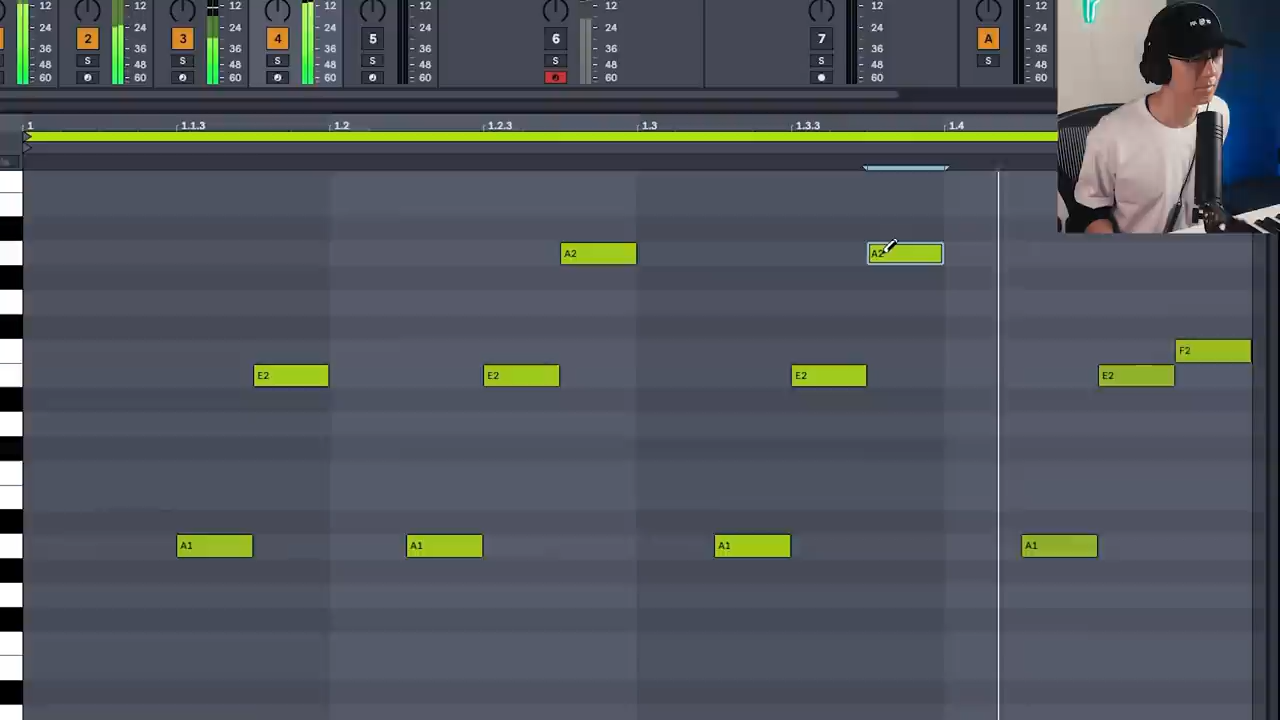 12 12 12 12 12 12 12
24 24 24 24 24 24 24
2 3 4 5 6 7 A
36 36 36 36 36 36 36
S S S S S S
48 48 48 48 48 48 48
60 60 60 60 60 60 60
1 1.1.3 1.2 1.2.3 1.3 1.3.3 1.4
A2 A2
F2
E2 E2 E2 E2
A1 A1 A1 A1